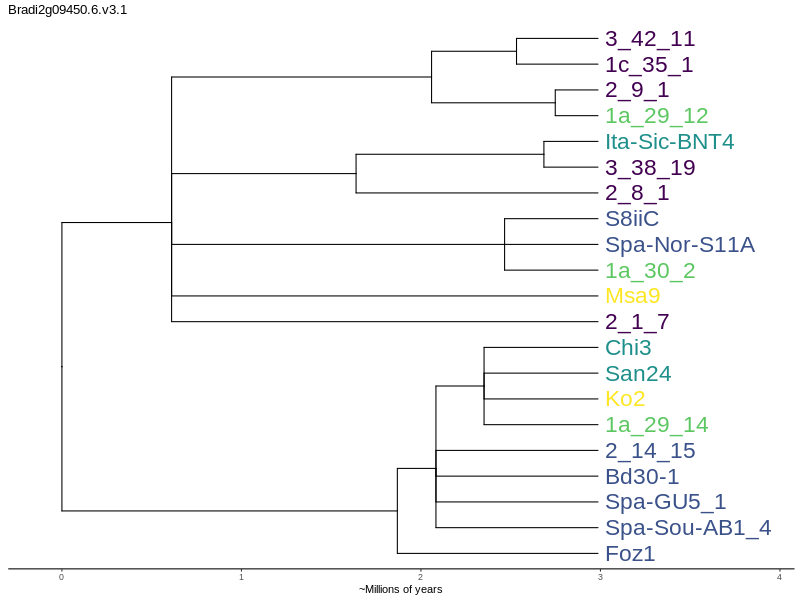 Bradi2g09450.6.v3.1
3_42_11
1c_35_1
2_9_1
1a_29_12
Ita-Sic-BNT4
3_38_19
2_8_1
S8iiC
Spa-Nor-S11A
1a_30_2
Msa9
2_1_7
Chi3
San24
Ko2
1a_29_14
2_14_15
Bd30-1
Spa-GU5_1
Spa-Sou-AB1_4
Foz1
0 1 2 3 4
~Millions of years